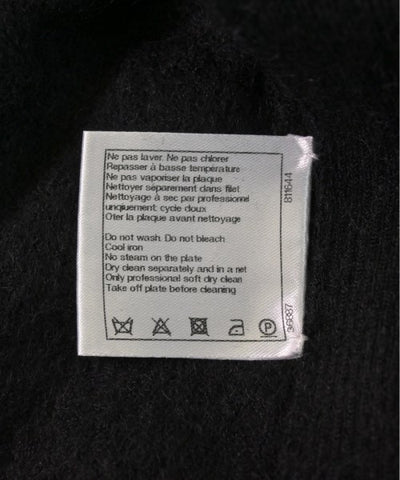 Ne pas laver. Ne pas chlorer
Repasser à basse température
Ne pas vaporiser la plaque
Nettoyer séparement dans filet
Nettoyage à sec par professionnel
unqiuement: cycle doux
Oter la plaque avant nettoyage
Do not wash. Do not bleach
Cool iron
No steam on the plate
Dry clean separately and in a net
Only professional soft dry clean
Take off plate before cleaning
P
811644
36887